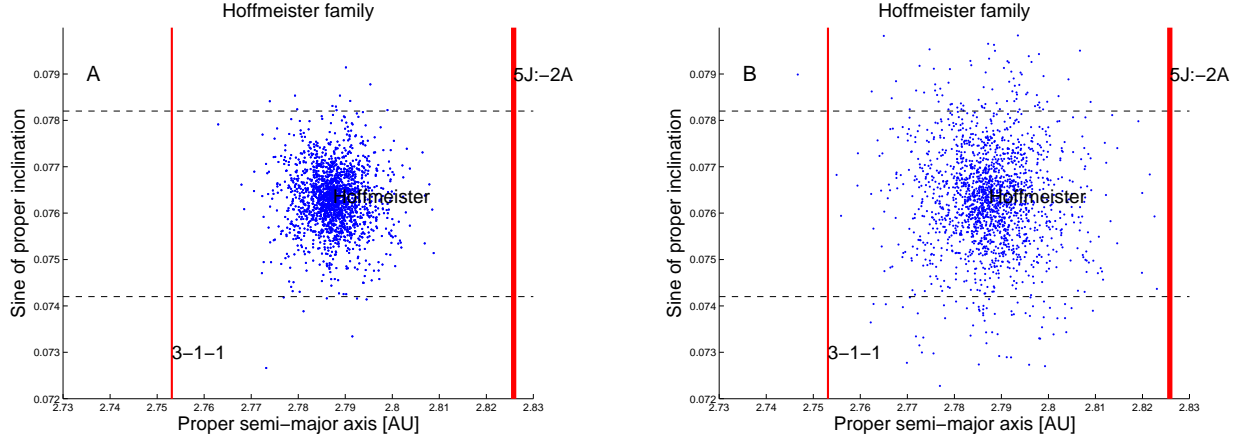 Hoffmeister family
A
5J:−2A
Hoffmeister
3−1−1
0.079
0.078
0.077
0.076
0.075
0.074
0.073
0.072
Sine of proper inclination
2.73 2.74 2.75 2.76 2.77 2.78 2.79 2.8 2.81 2.82 2.83
Proper semi−major axis [AU]
Hoffmeister family
B
5J:−2A
Hoffmeister
3−1−1
0.079
0.078
0.077
0.076
0.075
0.074
0.073
0.072
Sine of proper inclination
2.73 2.74 2.75 2.76 2.77 2.78 2.79 2.8 2.81 2.82 2.83
Proper semi−major axis [AU]